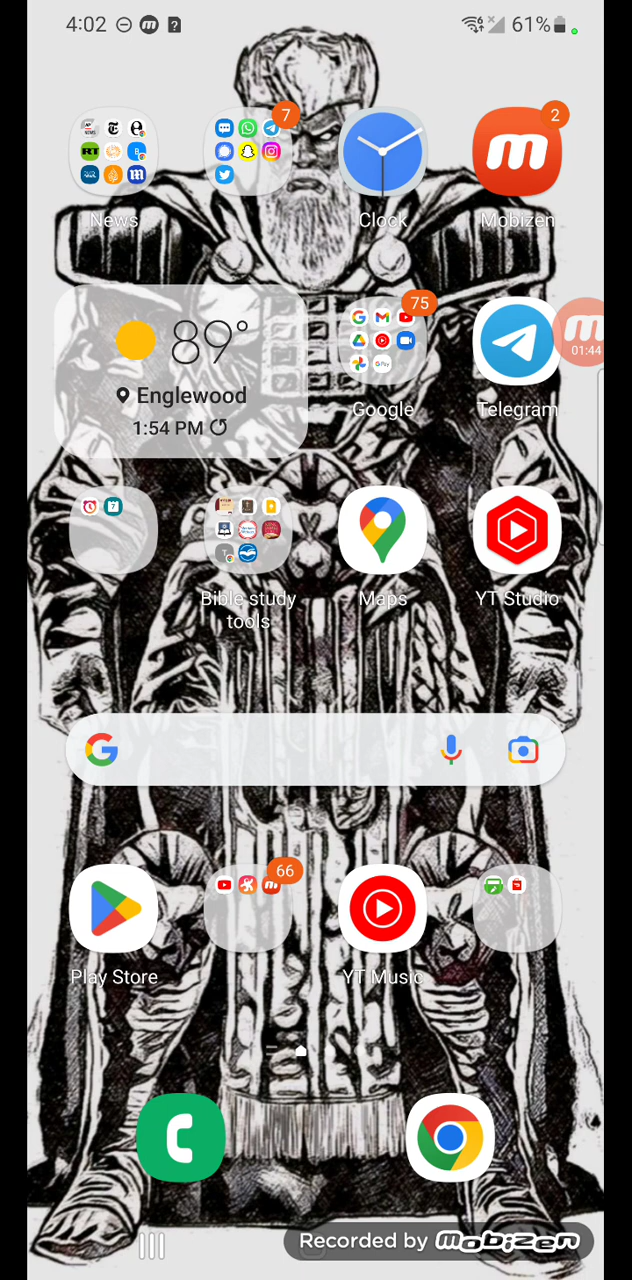 4:02
61%
7
2
News
Clock
Mobizen
89°
Englewood
1:54 PM
75
01:44
Google
Telegram
Bible study
tools
Maps
YT Studio
66
Play Store
YT Music
Recorded by mobizen